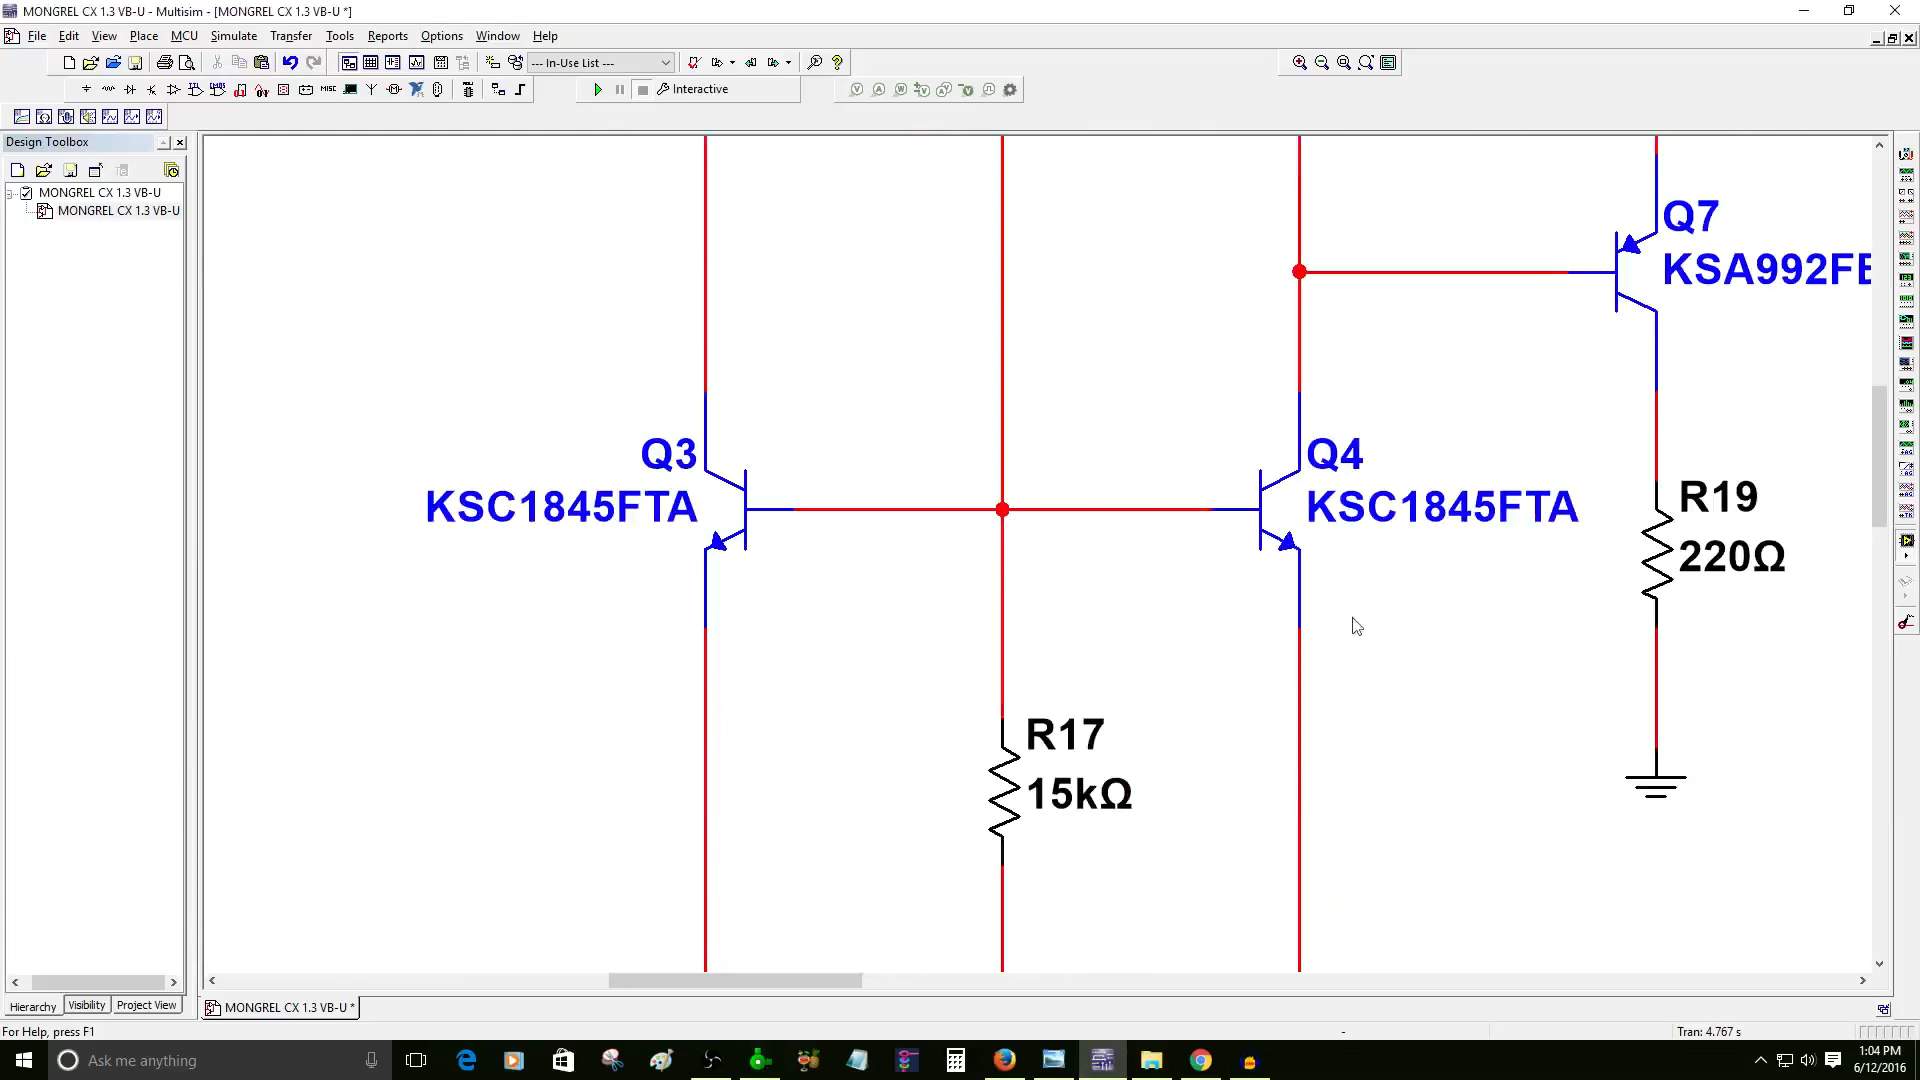 MONGREL CX 1.3 VB-U - Multisim - [MONGREL CX 1.3 VB-U *]
File Edit View Place MCU Simulate Transfer Tools Reports Options Window Help
--- In-Use List ---
Interactive
Design Toolbox
MONGREL CX 1.3 VB-U
MONGREL CX 1.3 VB-U
Q7
KSA992FE
Q3
KSC1845FTA
Q4
KSC1845FTA
R19
220Ω
R17
15kΩ
Hierarchy Visibility Project View
MONGREL CX 1.3 VB-U *
For Help, press F1
-
Tran: 4.767 s
Ask me anything
1:04 PM
6/12/2016